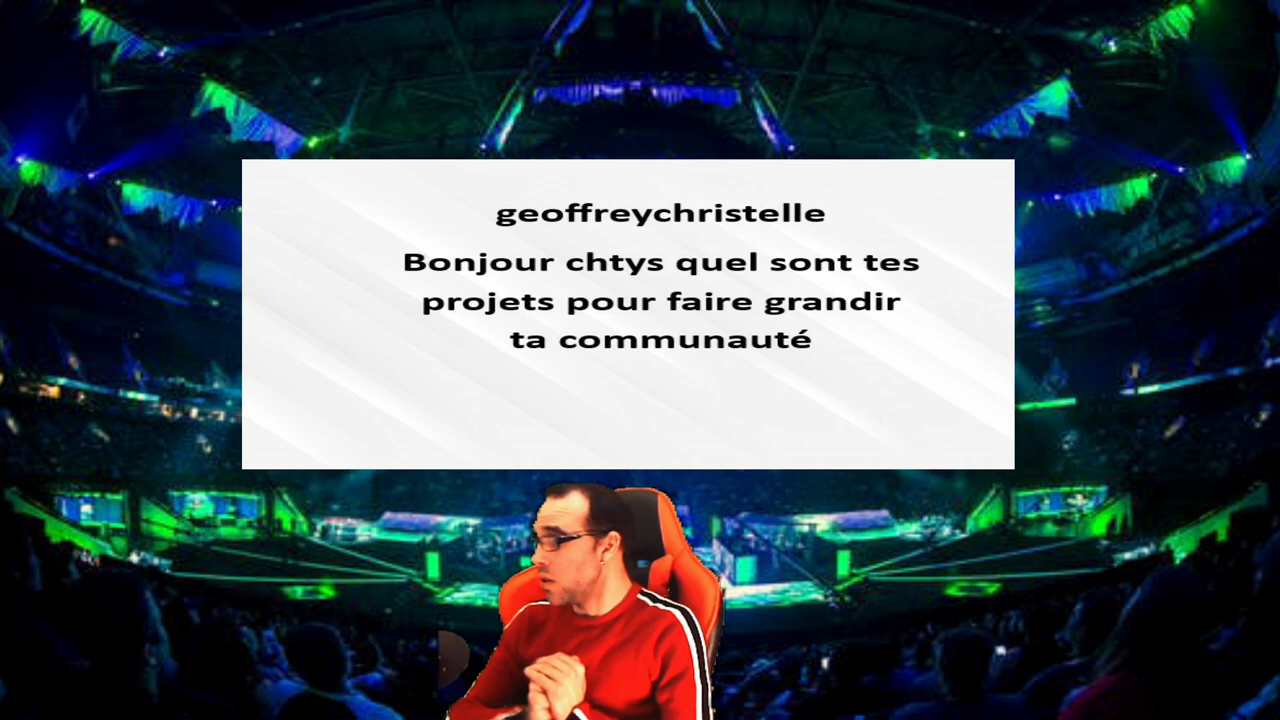 geoffreychristelle
Bonjour chtys quel sont tes
projets pour faire grandir
ta communauté